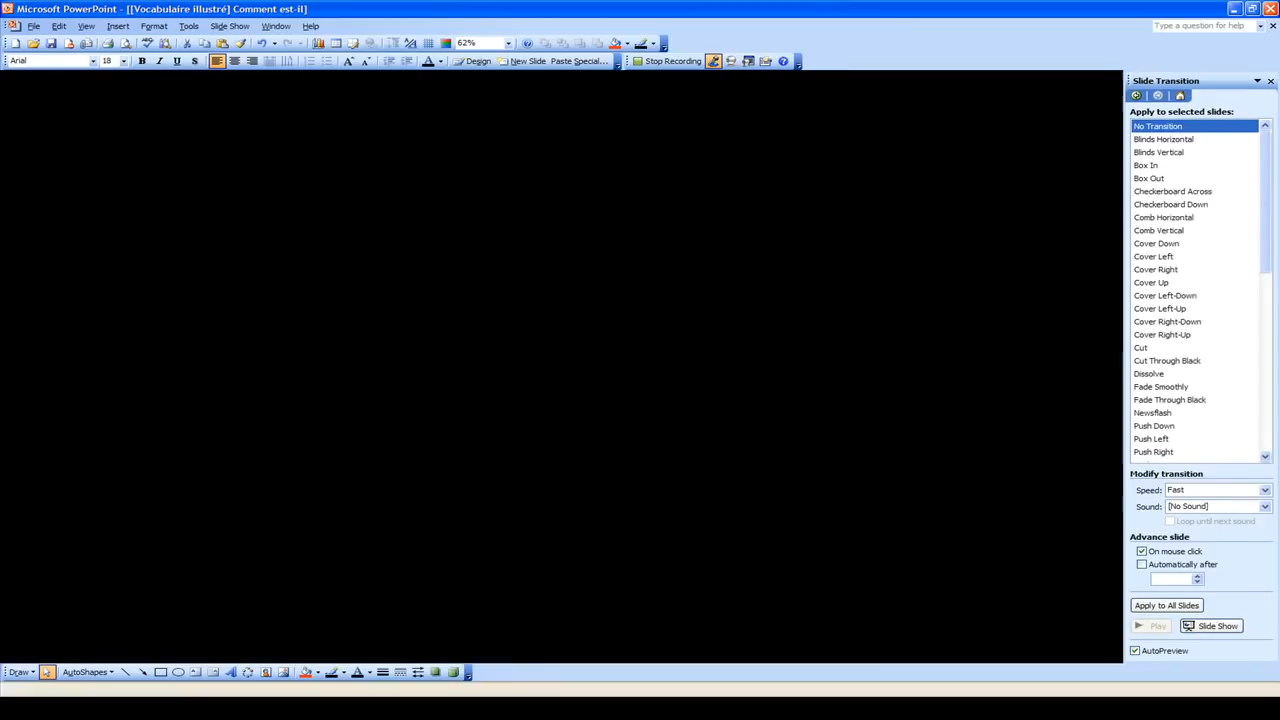 Microsoft PowerPoint - [[Vocabulaire illustré] Comment est-il]
File Edit View Insert Format Tools Slide Show Window Help
Type a question for help
62%
Arial 18 B I U S Design New Slide Paste Special... Stop Recording
Slide Transition
Apply to selected slides:
No Transition
Blinds Horizontal
Blinds Vertical
Box In
Box Out
Checkerboard Across
Checkerboard Down
Comb Horizontal
Comb Vertical
Cover Down
Cover Left
Cover Right
Cover Up
Cover Left-Down
Cover Left-Up
Cover Right-Down
Cover Right-Up
Cut
Cut Through Black
Dissolve
Fade Smoothly
Fade Through Black
Newsflash
Push Down
Push Left
Push Right
Modify transition
Speed: Fast
Sound: [No Sound]
Loop until next sound
Advance slide
On mouse click
Automatically after
Apply to All Slides
Play Slide Show
AutoPreview
Draw AutoShapes